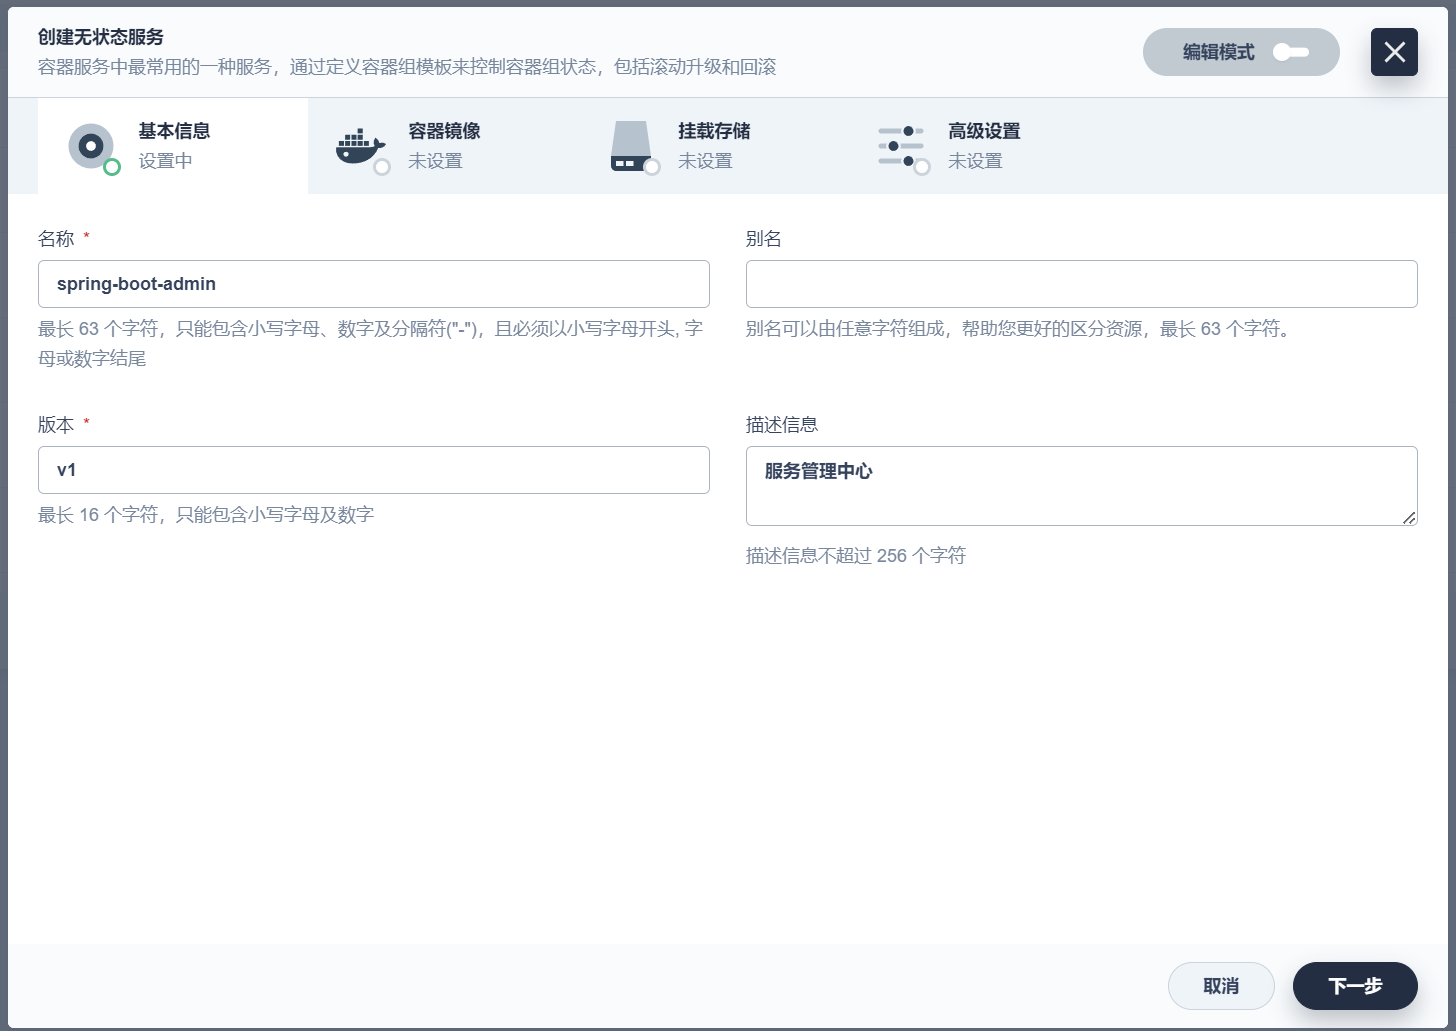 创建无状态服务
容器服务中最常用的一种服务，通过定义容器组模板来控制容器组状态，包括滚动升级和回滚
编辑模式
基本信息
设置中
容器镜像
未设置
挂载存储
未设置
高级设置
未设置
名称 *
spring-boot-admin
最长 63 个字符，只能包含小写字母、数字及分隔符("-")，且必须以小写字母开头, 字
母或数字结尾
别名
别名可以由任意字符组成，帮助您更好的区分资源，最长 63 个字符。
版本 *
v1
最长 16 个字符，只能包含小写字母及数字
描述信息
服务管理中心
描述信息不超过 256 个字符
取消
下一步